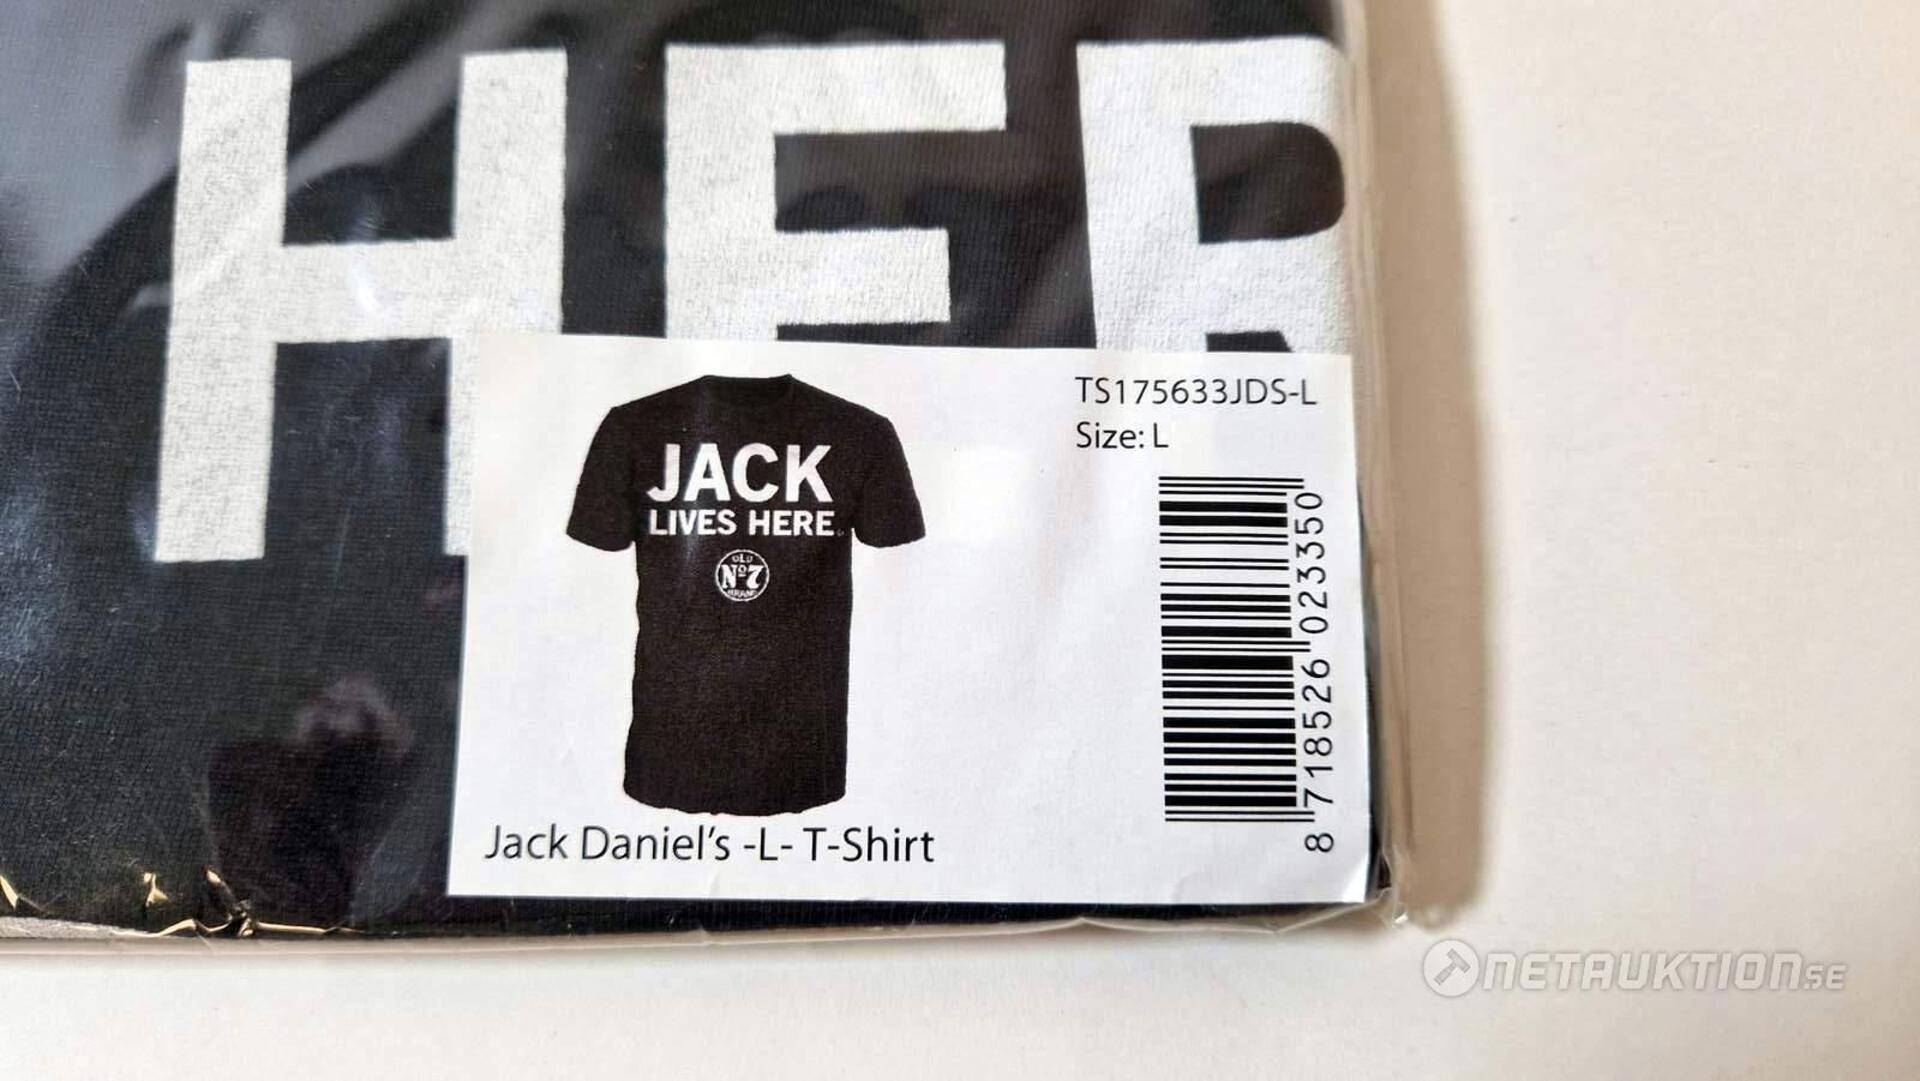 HER
TS175633JDS-L
Size: L
JACK
LIVES HERE
OLD
Nº7
BRAND
8 718526 023350
Jack Daniel's -L- T-Shirt
NETAUKTION.SE